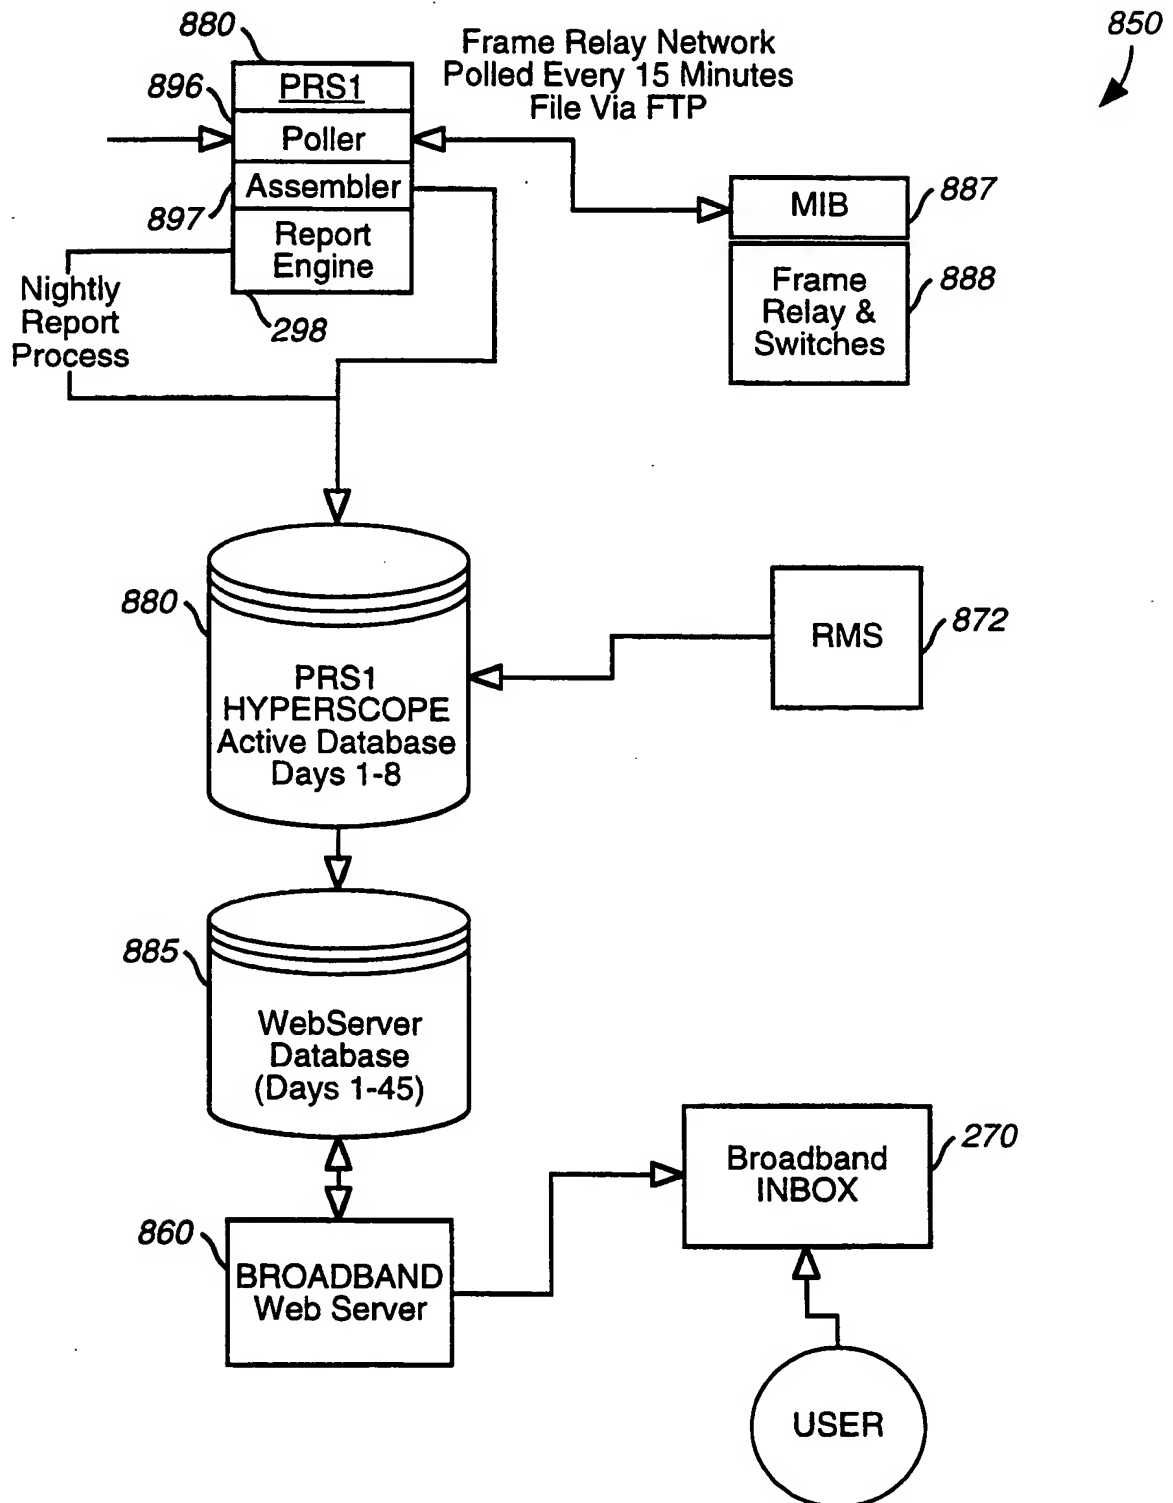 850
880
Frame Relay Network
Polled Every 15 Minutes
File Via FTP
PRS1
896
Poller
Assembler
897
Report
Engine
298
Nightly
Report
Process
MIB
887
Frame
Relay &
Switches
888
880
PRS1
HYPERSCOPE
Active Database
Days 1-8
RMS
872
885
WebServer
Database
(Days 1-45)
860
BROADBAND
Web Server
Broadband
INBOX
270
USER